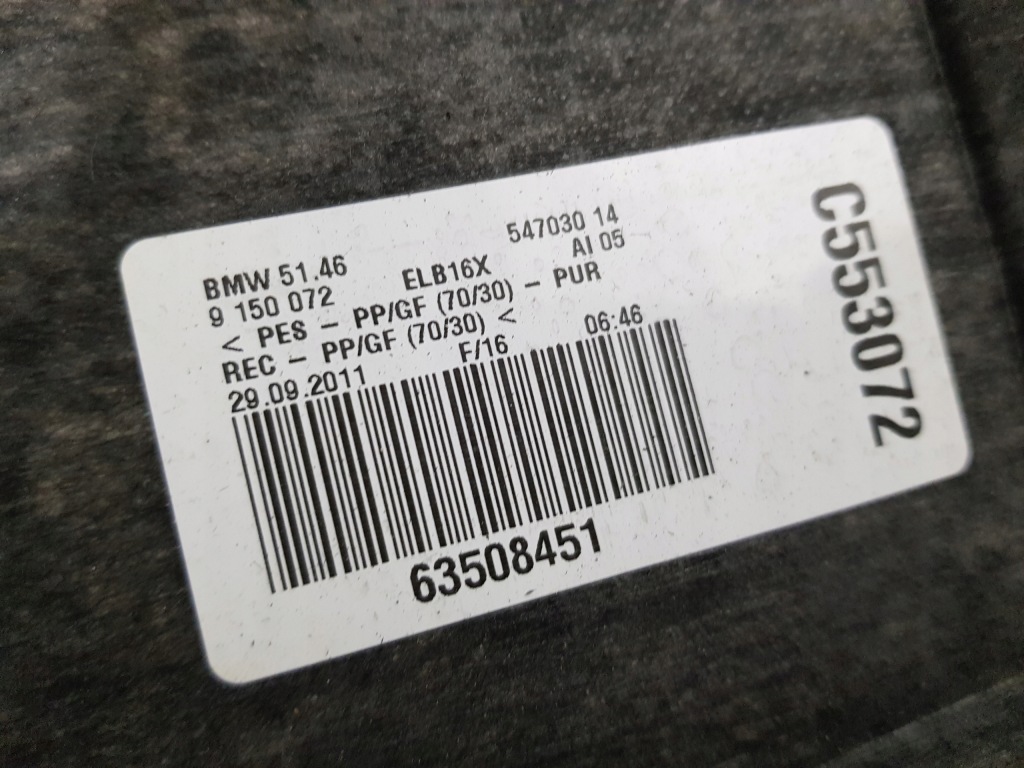 547030 14
BMW 51.46 ELB16X AI 05
9 150 072
< PES - PP/GF (70/30) - PUR
REC - PP/GF (70/30) <
29.09.2011 F/16 06:46
63508451
C553072